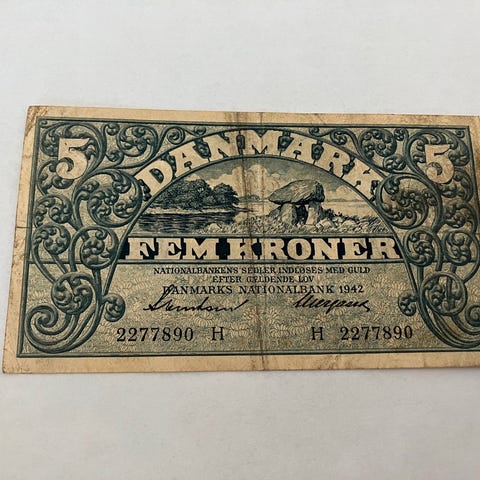 5 DANMARK 5
FEM KRONER
NATIONALBANKENS SEDLER INDLØSES MED GULD
EFTER GÆLDENDE LOV
DANMARKS NATIONALBANK 1942
2277890 H H 2277890